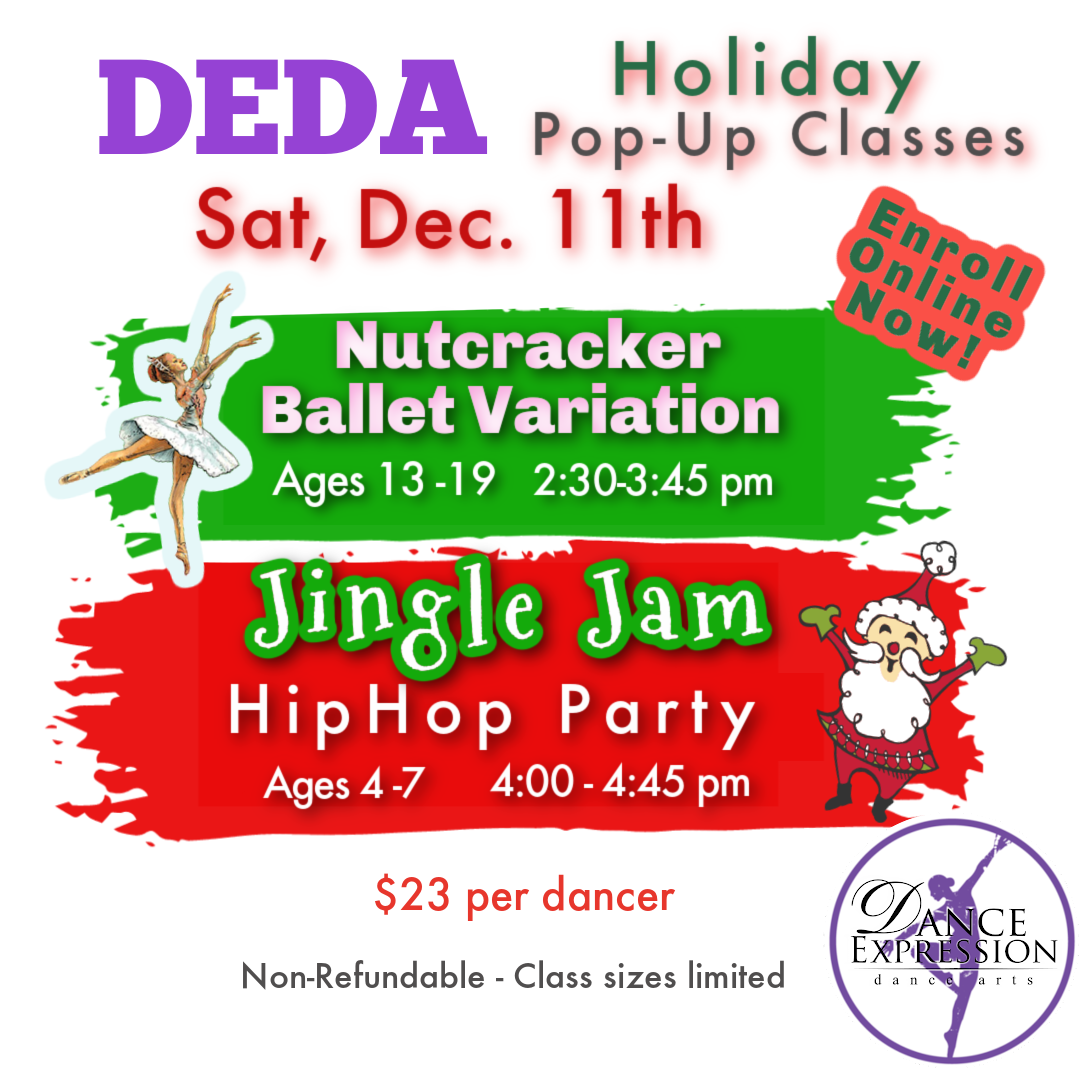 DEDA
Holiday
Pop-Up Classes
Sat, Dec. 11th
Enroll
Online
Now!
Nutcracker
Ballet Variation
Ages 13 -19 2:30-3:45 pm
Jingle Jam
HipHop Party
Ages 4 -7 4:00 - 4:45 pm
$23 per dancer
Non-Refundable - Class sizes limited
Dance
Expression
dance arts